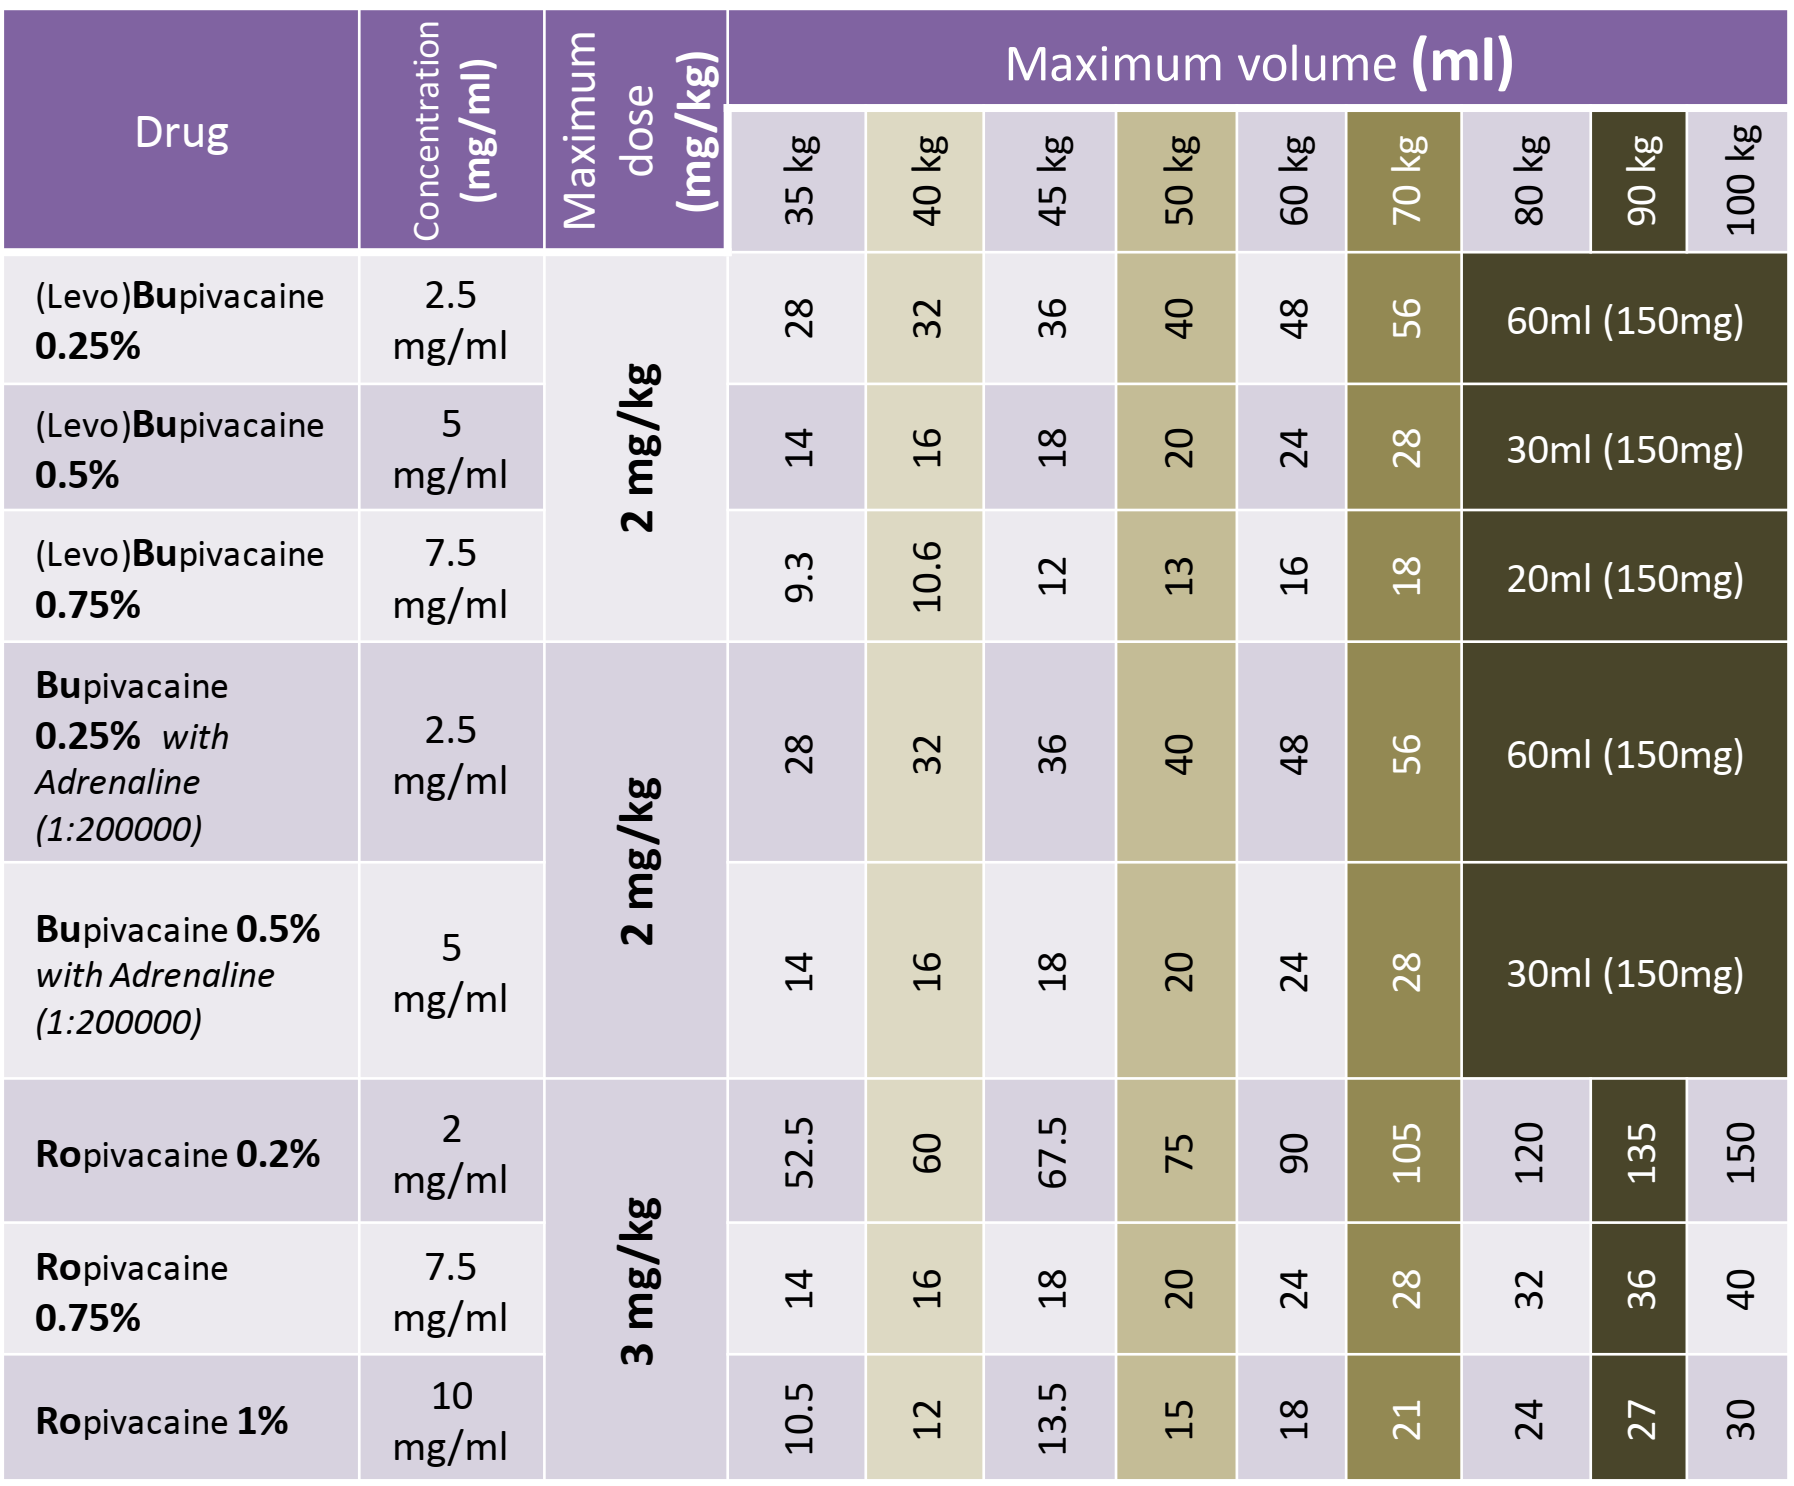 Drug
Concentration
(mg/ml)
Maximum
dose
(mg/kg)
Maximum volume (ml)
35 kg
40 kg
45 kg
50 kg
60 kg
70 kg
80 kg
90 kg
100 kg
(Levo)Bupivacaine
0.25%
2.5
mg/ml
2 mg/kg
28
32
36
40
48
56
60ml (150mg)
(Levo)Bupivacaine
0.5%
5
mg/ml
14
16
18
20
24
28
30ml (150mg)
(Levo)Bupivacaine
0.75%
7.5
mg/ml
9.3
10.6
12
13
16
18
20ml (150mg)
Bupivacaine
0.25% with
Adrenaline
(1:200000)
2.5
mg/ml
2 mg/kg
28
32
36
40
48
56
60ml (150mg)
Bupivacaine 0.5%
with Adrenaline
(1:200000)
5
mg/ml
14
16
18
20
24
28
30ml (150mg)
Ropivacaine 0.2%
2
mg/ml
3 mg/kg
52.5
60
67.5
75
90
105
120
135
150
Ropivacaine
0.75%
7.5
mg/ml
14
16
18
20
24
28
32
36
40
Ropivacaine 1%
10
mg/ml
10.5
12
13.5
15
18
21
24
27
30